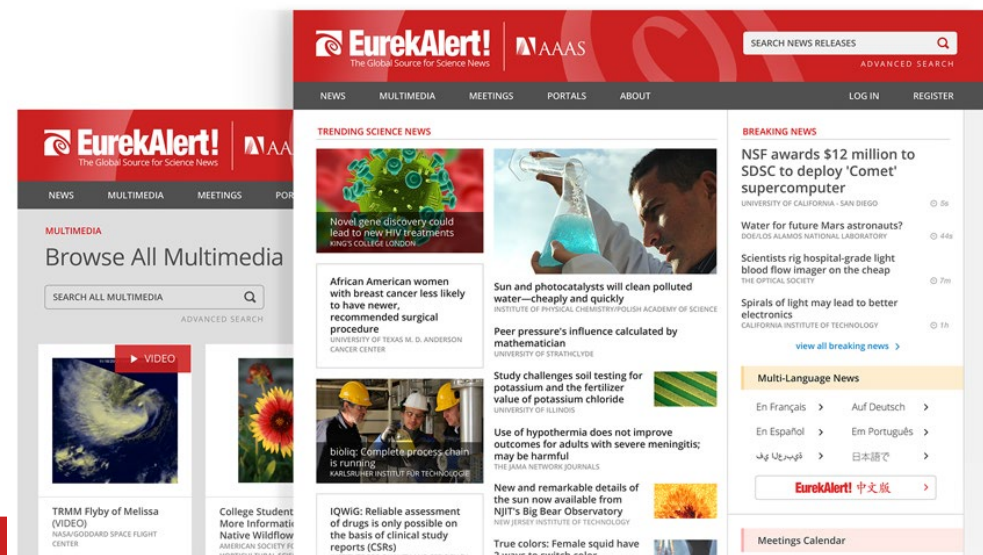 EurekAlert!
The Global Source for Science News
AAAS
SEARCH NEWS RELEASES
ADVANCED SEARCH
NEWS MULTIMEDIA MEETINGS PORTALS ABOUT LOG IN REGISTER
TRENDING SCIENCE NEWS
Novel gene discovery could
lead to new HIV treatments
KING'S COLLEGE LONDON
African American women
with breast cancer less likely
to have newer,
recommended surgical
procedure
UNIVERSITY OF TEXAS M. D. ANDERSON
CANCER CENTER
bioliq: Complete process chain
is running
KARLSRUHER INSTITUT FÜR TECHNOLOGIE
IQWiG: Reliable assessment
of drugs is only possible on
the basis of clinical study
reports (CSRs)
Sun and photocatalysts will clean polluted
water—cheaply and quickly
INSTITUTE OF PHYSICAL CHEMISTRY/POLISH ACADEMY OF SCIENCE
Peer pressure's influence calculated by
mathematician
UNIVERSITY OF STRATHCLYDE
Study challenges soil testing for
potassium and the fertilizer
value of potassium chloride
UNIVERSITY OF ILLINOIS
Use of hypothermia does not improve
outcomes for adults with severe meningitis;
may be harmful
THE JAMA NETWORK JOURNALS
New and remarkable details of
the sun now available from
NJIT's Big Bear Observatory
NEW JERSEY INSTITUTE OF TECHNOLOGY
True colors: Female squid have
2 ways to switch color
BREAKING NEWS
NSF awards $12 million to
SDSC to deploy 'Comet'
supercomputer
UNIVERSITY OF CALIFORNIA - SAN DIEGO 5s
Water for future Mars astronauts?
DOE/LOS ALAMOS NATIONAL LABORATORY 44s
Scientists rig hospital-grade light
blood flow imager on the cheap
THE OPTICAL SOCIETY 7m
Spirals of light may lead to better
electronics
CALIFORNIA INSTITUTE OF TECHNOLOGY 1h
view all breaking news
Multi-Language News
En Français Auf Deutsch
En Español Em Português
日本語で
EurekAlert! 中文版
Meetings Calendar
EurekAlert!
The Global Source for Science News
AA
NEWS MULTIMEDIA MEETINGS POR
MULTIMEDIA
Browse All Multimedia
SEARCH ALL MULTIMEDIA
ADVANCED SEARCH
VIDEO
TRMM Flyby of Melissa
(VIDEO)
NASA/GODDARD SPACE FLIGHT
CENTER
College Student
More Informati
Native Wildflow
AMERICAN SOCIETY FO